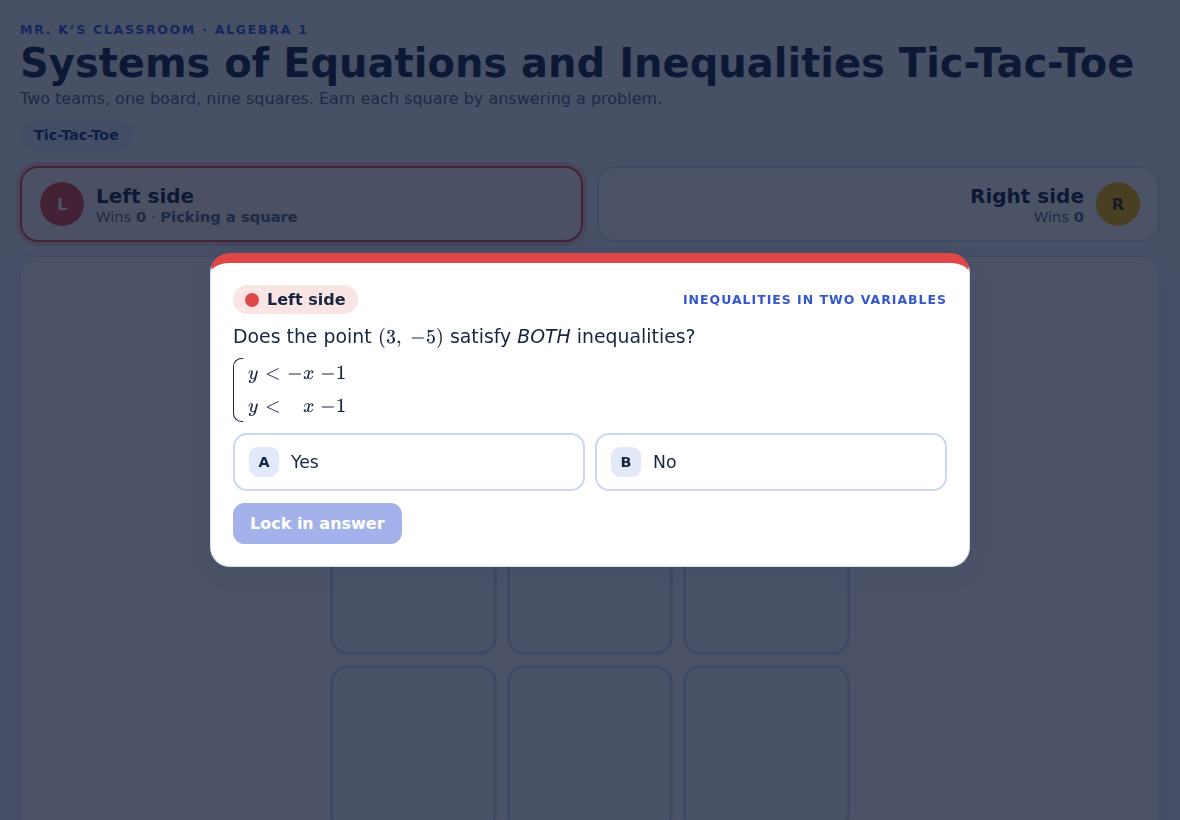 MR. K'S CLASSROOM · ALGEBRA 1
Systems of Equations and Inequalities Tic-Tac-Toe
Two teams, one board, nine squares. Earn each square by answering a problem.
Tic-Tac-Toe
L
Left side
Wins 0 · Picking a square
Right side
Wins 0
R
Left side
INEQUALITIES IN TWO VARIABLES
Does the point (3, −5) satisfy BOTH inequalities?
y < −x −1
y < x −1
A Yes
B No
Lock in answer